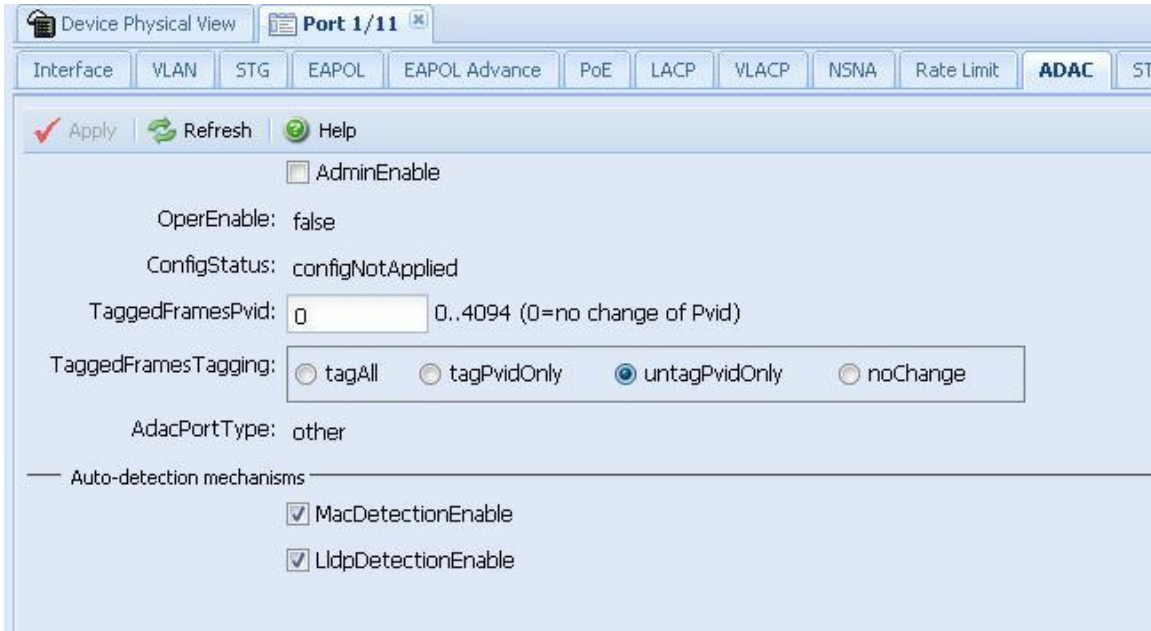 Device Physical View Port 1/11
Interface VLAN STG EAPOL EAPOL Advance PoE LACP VLACP NSNA Rate Limit ADAC ST
Apply Refresh Help
AdminEnable
OperEnable: false
ConfigStatus: configNotApplied
TaggedFramesPvid: 0 0..4094 (0=no change of Pvid)
TaggedFramesTagging: tagAll tagPvidOnly untagPvidOnly noChange
AdacPortType: other
Auto-detection mechanisms
MacDetectionEnable
LldpDetectionEnable